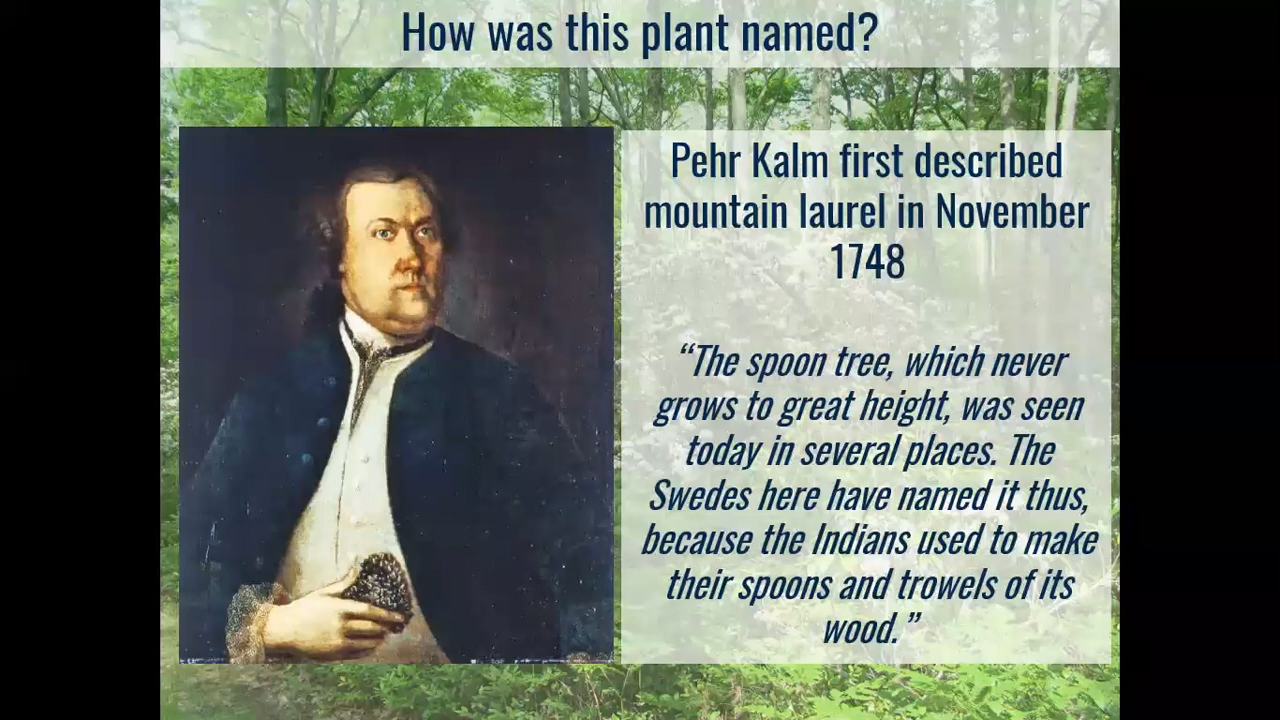 How was this plant named?
Pehr Kalm first described
mountain laurel in November
1748
“The spoon tree, which never
grows to great height, was seen
today in several places. The
Swedes here have named it thus,
because the Indians used to make
their spoons and trowels of its
wood.”